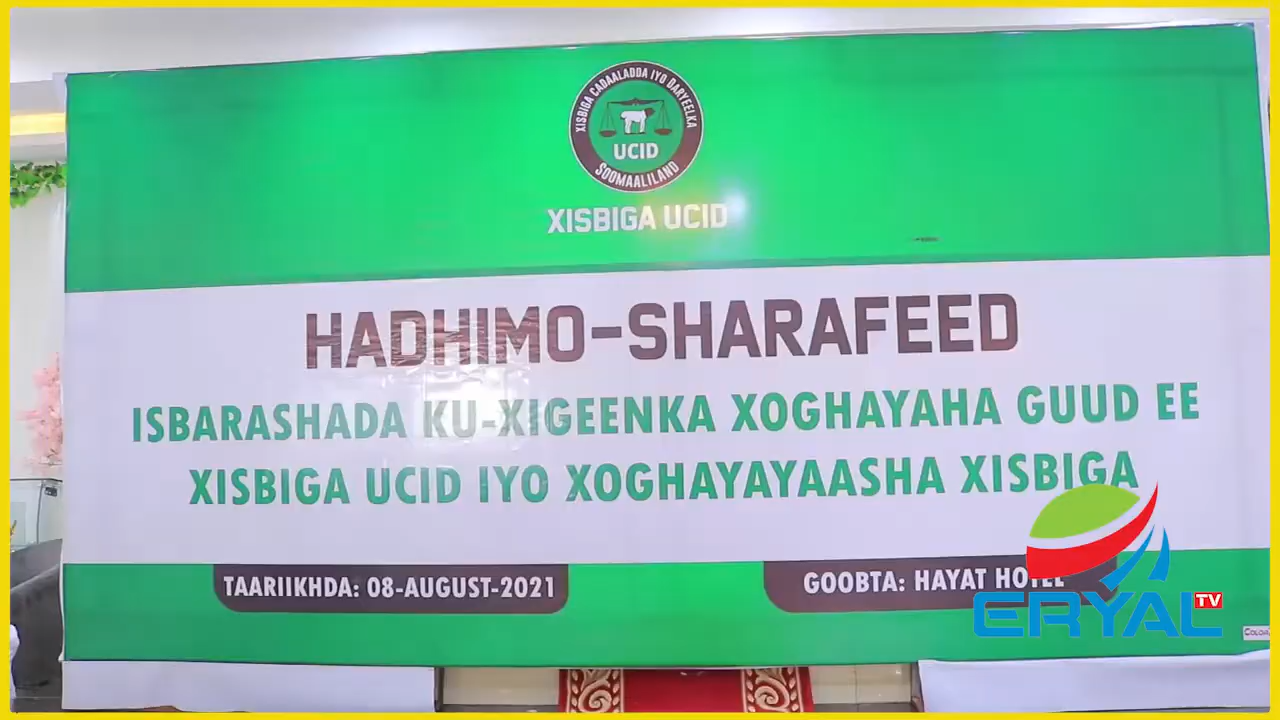 XISBIGA CADAALADDA IYO DARYEELKA
UCID
SOOMAALILAND
XISBIGA UCID
HADHIMO-SHARAFEED
ISBARASHADA KU-XIGEENKA XOGHAYAHA GUUD EE
XISBIGA UCID IYO XOGHAYAYAASHA XISBIGA
TAARIIKHDA: 08-AUGUST-2021
GOOBTA: HAYAT HOTEL
ERYAL TV